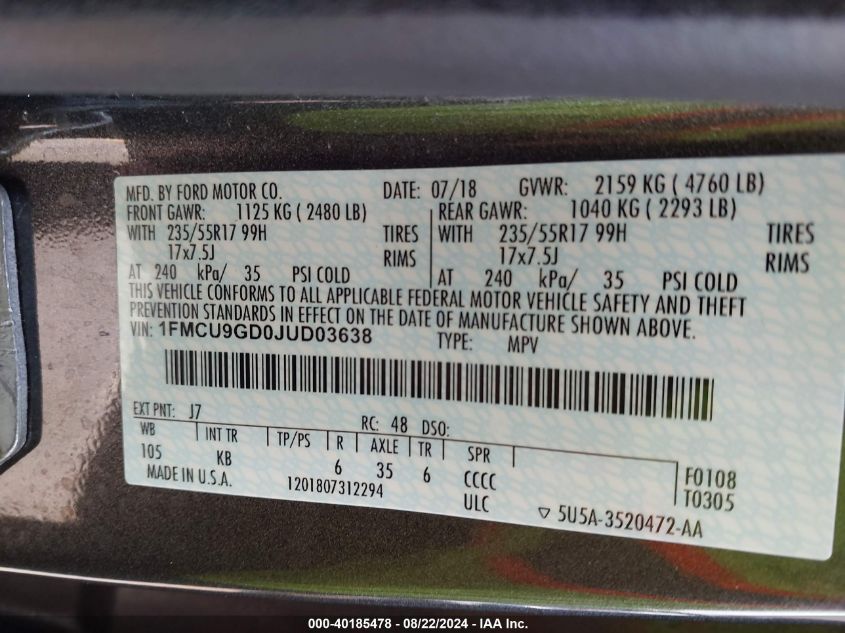 MFD. BY FORD MOTOR CO. DATE: 07/18 GVWR: 2159 KG ( 4760 LB)
FRONT GAWR: 1125 KG ( 2480 LB) REAR GAWR: 1040 KG ( 2293 LB)
WITH 235/55R17 99H TIRES WITH 235/55R17 99H TIRES
17x7.5J RIMS 17x7.5J RIMS
AT 240 kPa/ 35 PSI COLD AT 240 kPa/ 35 PSI COLD
THIS VEHICLE CONFORMS TO ALL APPLICABLE FEDERAL MOTOR VEHICLE SAFETY AND THEFT
PREVENTION STANDARDS IN EFFECT ON THE DATE OF MANUFACTURE SHOWN ABOVE.
VIN: 1FMCU9GD0JUD03638 TYPE: MPV
EXT PNT: J7 RC: 48 DSO:
WB INT TR TP/PS R AXLE TR SPR
105 KB 6 35 6 CCCC F0108
MADE IN U.S.A. 1201807312294 ULC T0305
▽ 5U5A-3520472-AA
000-40185478 - 08/22/2024 - IAA Inc.